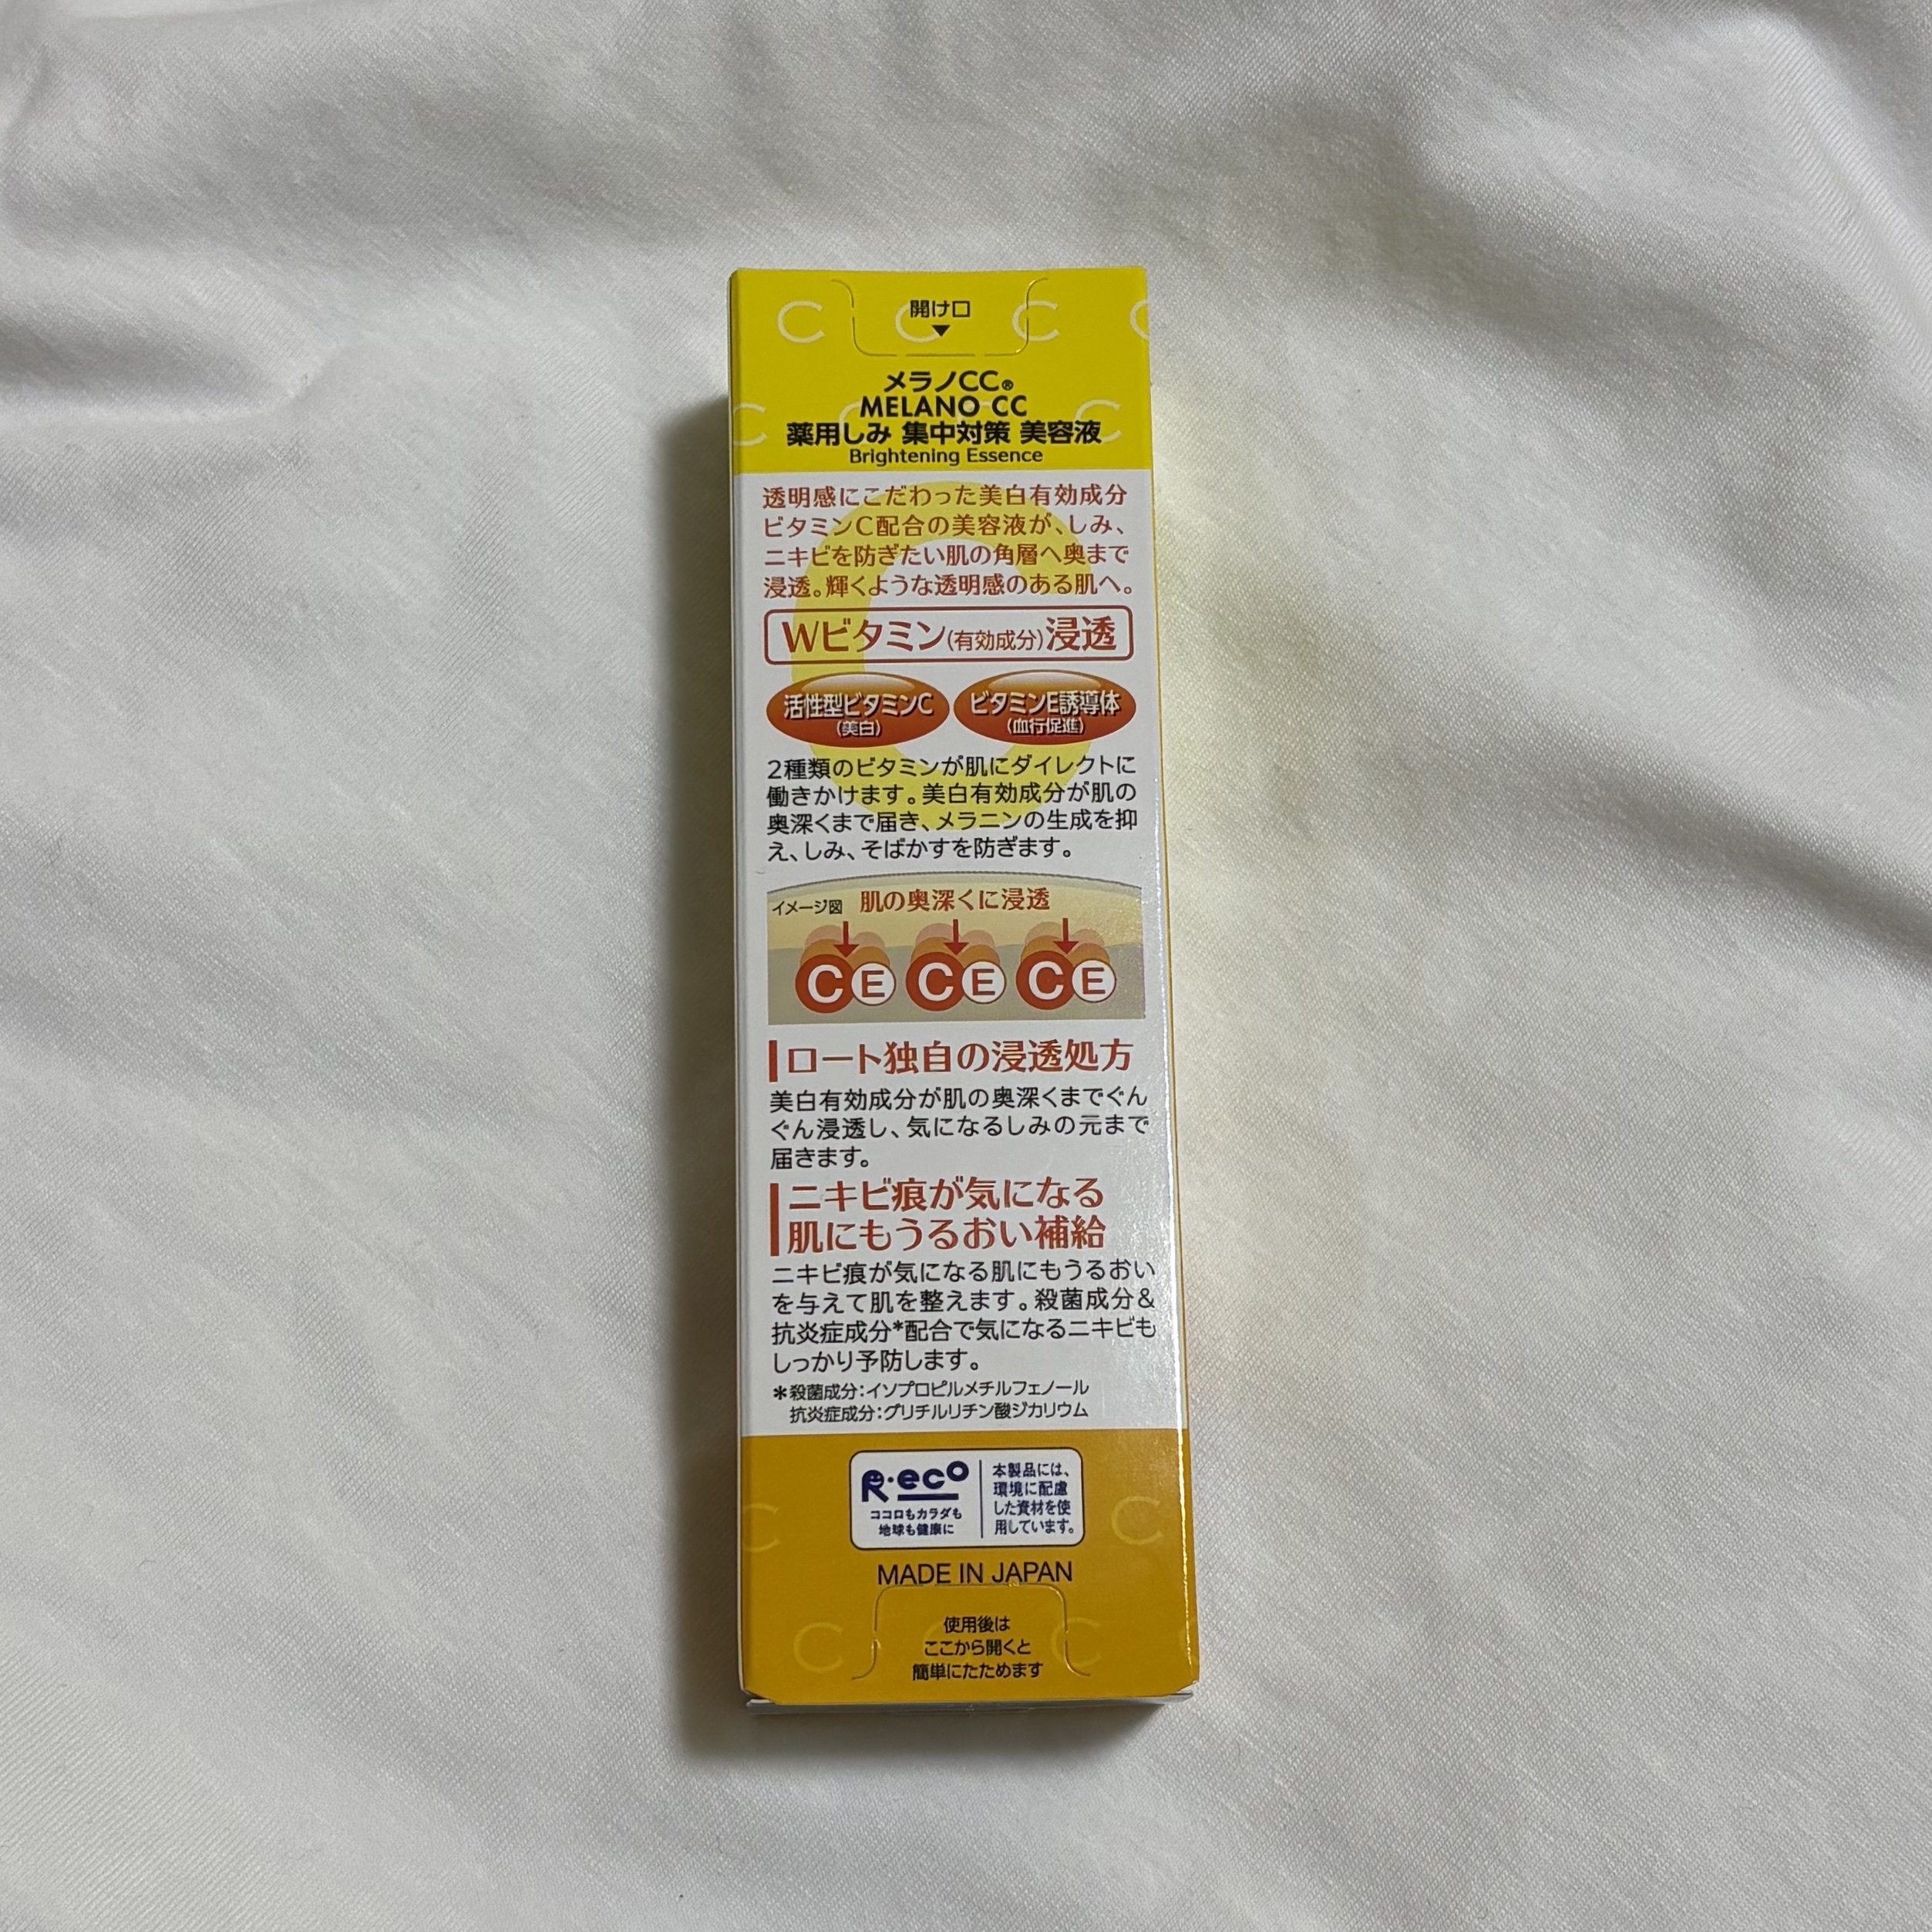 開け口
メラノCC®
MELANO CC
薬用しみ 集中対策 美容液
Brightening Essence
透明感にこだわった美白有効成分
ビタミンC配合の美容液が、しみ、
ニキビを防ぎたい肌の角層へ奥まで
浸透。輝くような透明感のある肌へ。
Wビタミン(有効成分)浸透
活性型ビタミンC
(美白)
ビタミンE誘導体
(血行促進)
2種類のビタミンが肌にダイレクトに
働きかけます。美白有効成分が肌の
奥深くまで届き、メラニンの生成を抑
え、しみ、そばかすを防ぎます。
イメージ図 肌の奥深くに浸透
C E C E C E
ロート独自の浸透処方
美白有効成分が肌の奥深くまでぐん
ぐん浸透し、気になるしみの元まで
届きます。
ニキビ痕が気になる
肌にもうるおい補給
ニキビ痕が気になる肌にもうるおい
を与えて肌を整えます。殺菌成分&
抗炎症成分*配合で気になるニキビも
しっかり予防します。
*殺菌成分:イソプロピルメチルフェノール
抗炎症成分:グリチルリチン酸ジカリウム
R・eco
ココロもカラダも
地球も健康に
本製品には、
環境に配慮
した資材を使
用しています。
MADE IN JAPAN
使用後は
ここから開くと
簡単にたためます